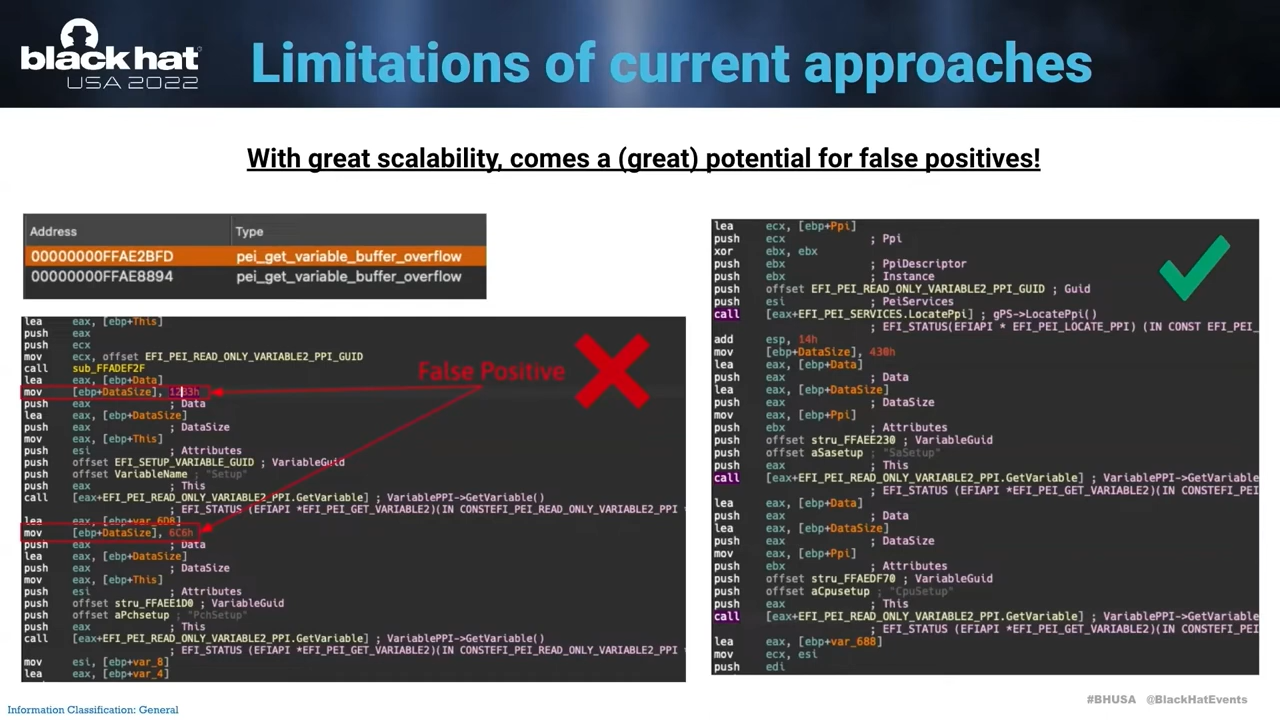 black hat
USA 2022
Limitations of current approaches
With great scalability, comes a (great) potential for false positives!
Address Type
00000000FFAE2BFD pei_get_variable_buffer_overflow
00000000FFAE8894 pei_get_variable_buffer_overflow
lea eax, [ebp+This]
push eax
push ecx
mov ecx, offset EFI_PEI_READ_ONLY_VARIABLE2_PPI_GUID
call sub_FFADEF2F
lea eax, [ebp+Data]
mov [ebp+DataSize],
push eax ; Data
lea eax, [ebp+DataSize]
push eax ; DataSize
mov eax, [ebp+This]
push esi ; Attributes
push offset EFI_SETUP_VARIABLE_GUID ; VariableGuid
push offset VariableName ; "Setup"
push eax ; This
call [eax+EFI_PEI_READ_ONLY_VARIABLE2_PPI.GetVariable] ; VariablePPI->GetVariable()
; EFI_STATUS (EFIAPI *EFI_PEI_GET_VARIABLE2)(IN CONSTEFI_PEI_READ_ONLY_VARIABLE2_PPI *
lea eax, [ebp+var_6D8]
mov [ebp+DataSize], 6C6h
push eax ; Data
lea eax, [ebp+DataSize]
push eax ; DataSize
mov eax, [ebp+This]
push esi ; Attributes
push offset stru_FFAEE1D0 ; VariableGuid
push offset aPchsetup ; "PchSetup"
push eax ; This
call [eax+EFI_PEI_READ_ONLY_VARIABLE2_PPI.GetVariable] ; VariablePPI->GetVariable()
; EFI_STATUS (EFIAPI *EFI_PEI_GET_VARIABLE2)(IN CONSTEFI_PEI_READ_ONLY_VARIABLE2_PPI *
mov esi, [ebp+var_8]
lea eax, [ebp+var_4]
False Positive
lea ecx, [ebp+Ppi]
push ecx ; Ppi
xor ebx, ebx
push ebx ; PpiDescriptor
push ebx ; Instance
push offset EFI_PEI_READ_ONLY_VARIABLE2_PPI_GUID ; Guid
push esi ; PeiServices
call [eax+EFI_PEI_SERVICES.LocatePpi] ; gPS->LocatePpi()
; EFI_STATUS(EFIAPI * EFI_PEI_LOCATE_PPI) (IN CONST EFI_PE
add esp, 14h
mov [ebp+DataSize], 430h
lea eax, [ebp+Data]
push eax ; Data
lea eax, [ebp+DataSize]
push eax ; DataSize
mov eax, [ebp+Ppi]
push ebx ; Attributes
push offset stru_FFAEE230 ; VariableGuid
push offset aSasetup ; "SaSetup"
push eax ; This
call [eax+EFI_PEI_READ_ONLY_VARIABLE2_PPI.GetVariable] ; VariablePPI->GetVari
; EFI_STATUS (EFIAPI *EFI_PEI_GET_VARIABLE2)(IN CONSTEFI_PEI
lea eax, [ebp+Data]
push eax ; Data
lea eax, [ebp+DataSize]
push eax ; DataSize
mov eax, [ebp+Ppi]
push ebx ; Attributes
push offset stru_FFAEDF70 ; VariableGuid
push offset aCpusetup ; "CpuSetup"
push eax ; This
call [eax+EFI_PEI_READ_ONLY_VARIABLE2_PPI.GetVariable] ; VariablePPI->GetVari
; EFI_STATUS (EFIAPI *EFI_PEI_GET_VARIABLE2)(IN CONSTEFI_PEI
lea eax, [ebp+var_688]
mov ecx, esi
push edi
Information Classification: General
#BHUSA @BlackHatEvents